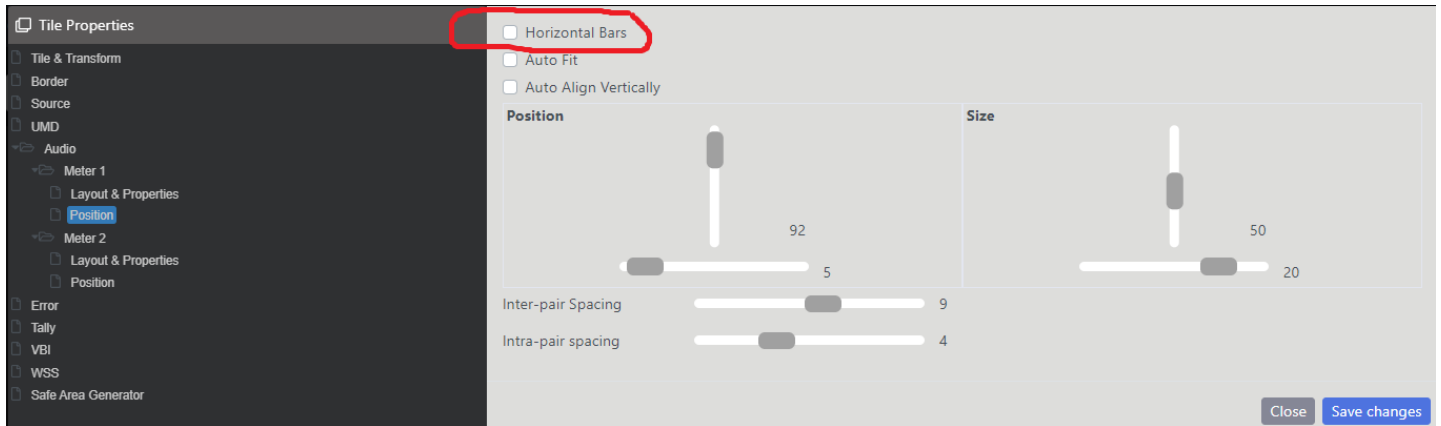 Tile Properties
Tile & Transform
Border
Source
UMD
Audio
Meter 1
Layout & Properties
Position
Meter 2
Layout & Properties
Position
Error
Tally
VBI
WSS
Safe Area Generator
Horizontal Bars
Auto Fit
Auto Align Vertically
Position
92
5
Size
50
20
Inter-pair Spacing 9
Intra-pair spacing 4
Close Save changes